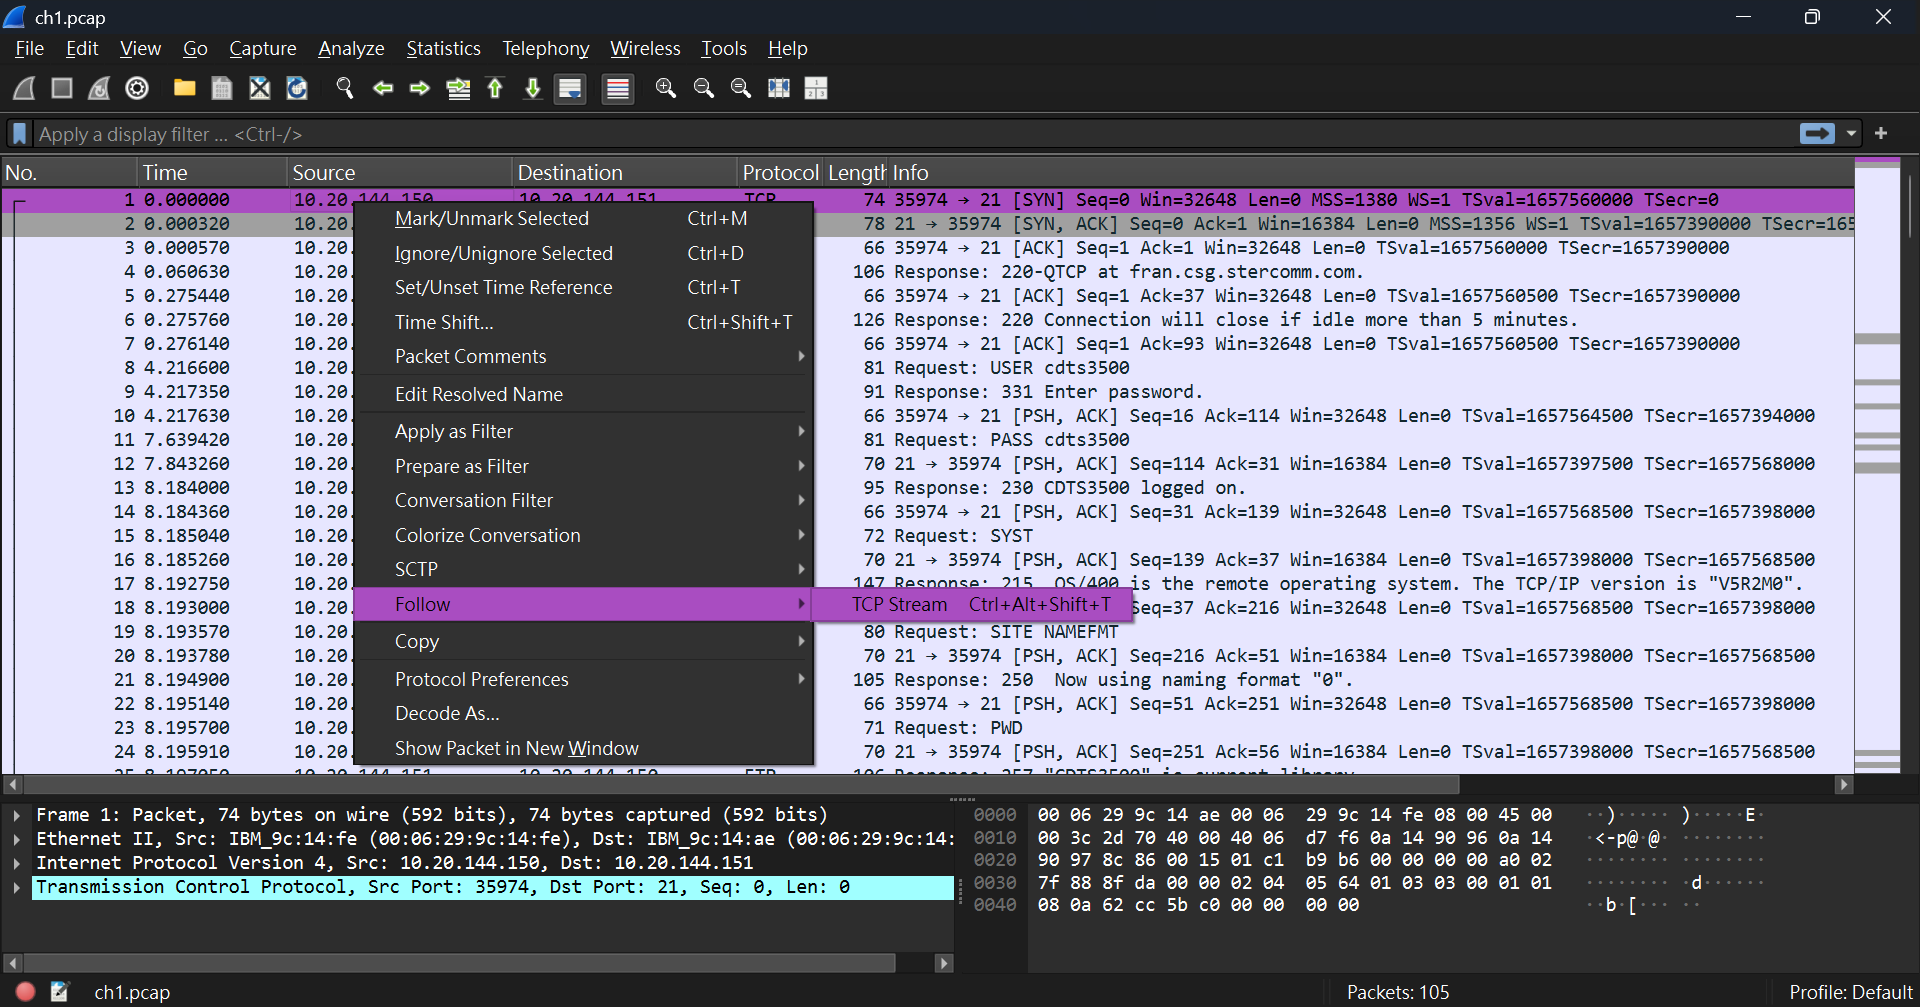 ch1.pcap
File Edit View Go Capture Analyze Statistics Telephony Wireless Tools Help
Apply a display filter ... <Ctrl-/>
No. Time Source Destination Protocol Length Info
1 0.000000 10.20.144.150 10.20.144.151 TCP 74 35974 → 21 [SYN] Seq=0 Win=32648 Len=0 MSS=1380 WS=1 TSval=1657560000 TSecr=0
2 0.000320 10.20. 78 21 → 35974 [SYN, ACK] Seq=0 Ack=1 Win=16384 Len=0 MSS=1356 WS=1 TSval=1657390000 TSecr=165
3 0.000570 10.20. 66 35974 → 21 [ACK] Seq=1 Ack=1 Win=32648 Len=0 TSval=1657560000 TSecr=1657390000
4 0.060630 10.20. 106 Response: 220-QTCP at fran.csg.stercomm.com.
5 0.275440 10.20. 66 35974 → 21 [ACK] Seq=1 Ack=37 Win=32648 Len=0 TSval=1657560500 TSecr=1657390000
6 0.275760 10.20. 126 Response: 220 Connection will close if idle more than 5 minutes.
7 0.276140 10.20. 66 35974 → 21 [ACK] Seq=1 Ack=93 Win=32648 Len=0 TSval=1657560500 TSecr=1657390000
8 4.216600 10.20. 81 Request: USER cdts3500
9 4.217350 10.20. 91 Response: 331 Enter password.
10 4.217630 10.20. 66 35974 → 21 [PSH, ACK] Seq=16 Ack=114 Win=32648 Len=0 TSval=1657564500 TSecr=1657394000
11 7.639420 10.20. 81 Request: PASS cdts3500
12 7.843260 10.20. 70 21 → 35974 [PSH, ACK] Seq=114 Ack=31 Win=16384 Len=0 TSval=1657397500 TSecr=1657568000
13 8.184000 10.20. 95 Response: 230 CDTS3500 logged on.
14 8.184360 10.20. 66 35974 → 21 [PSH, ACK] Seq=31 Ack=139 Win=32648 Len=0 TSval=1657568500 TSecr=1657398000
15 8.185040 10.20. 72 Request: SYST
16 8.185260 10.20. 70 21 → 35974 [PSH, ACK] Seq=139 Ack=37 Win=16384 Len=0 TSval=1657398000 TSecr=1657568500
17 8.192750 10.20. 147 Response: 215 OS/400 is the remote operating system. The TCP/IP version is "V5R2M0".
18 8.193000 10.20. Seq=37 Ack=216 Win=32648 Len=0 TSval=1657568500 TSecr=1657398000
19 8.193570 10.20. 80 Request: SITE NAMEFMT
20 8.193780 10.20. 70 21 → 35974 [PSH, ACK] Seq=216 Ack=51 Win=16384 Len=0 TSval=1657398000 TSecr=1657568500
21 8.194900 10.20. 105 Response: 250 Now using naming format "0".
22 8.195140 10.20. 66 35974 → 21 [PSH, ACK] Seq=51 Ack=251 Win=32648 Len=0 TSval=1657568500 TSecr=1657398000
23 8.195700 10.20. 71 Request: PWD
24 8.195910 10.20. 70 21 → 35974 [PSH, ACK] Seq=251 Ack=56 Win=16384 Len=0 TSval=1657398000 TSecr=1657568500
Mark/Unmark Selected Ctrl+M
Ignore/Unignore Selected Ctrl+D
Set/Unset Time Reference Ctrl+T
Time Shift... Ctrl+Shift+T
Packet Comments
Edit Resolved Name
Apply as Filter
Prepare as Filter
Conversation Filter
Colorize Conversation
SCTP
Follow
TCP Stream Ctrl+Alt+Shift+T
Copy
Protocol Preferences
Decode As...
Show Packet in New Window
Frame 1: Packet, 74 bytes on wire (592 bits), 74 bytes captured (592 bits)
Ethernet II, Src: IBM_9c:14:fe (00:06:29:9c:14:fe), Dst: IBM_9c:14:ae (00:06:29:9c:14:
Internet Protocol Version 4, Src: 10.20.144.150, Dst: 10.20.144.151
Transmission Control Protocol, Src Port: 35974, Dst Port: 21, Seq: 0, Len: 0
0000 00 06 29 9c 14 ae 00 06 29 9c 14 fe 08 00 45 00 ··)····· )·····E·
0010 00 3c 2d 70 40 00 40 06 d7 f6 0a 14 90 96 0a 14 ·<-p@·@· ········
0020 90 97 8c 86 00 15 01 c1 b9 b6 00 00 00 00 a0 02 ········ ········
0030 7f 88 8f da 00 00 02 04 05 64 01 03 03 00 01 01 ········ ·d······
0040 08 0a 62 cc 5b c0 00 00 00 00 ··b·[··· ··
ch1.pcap
Packets: 105
Profile: Default